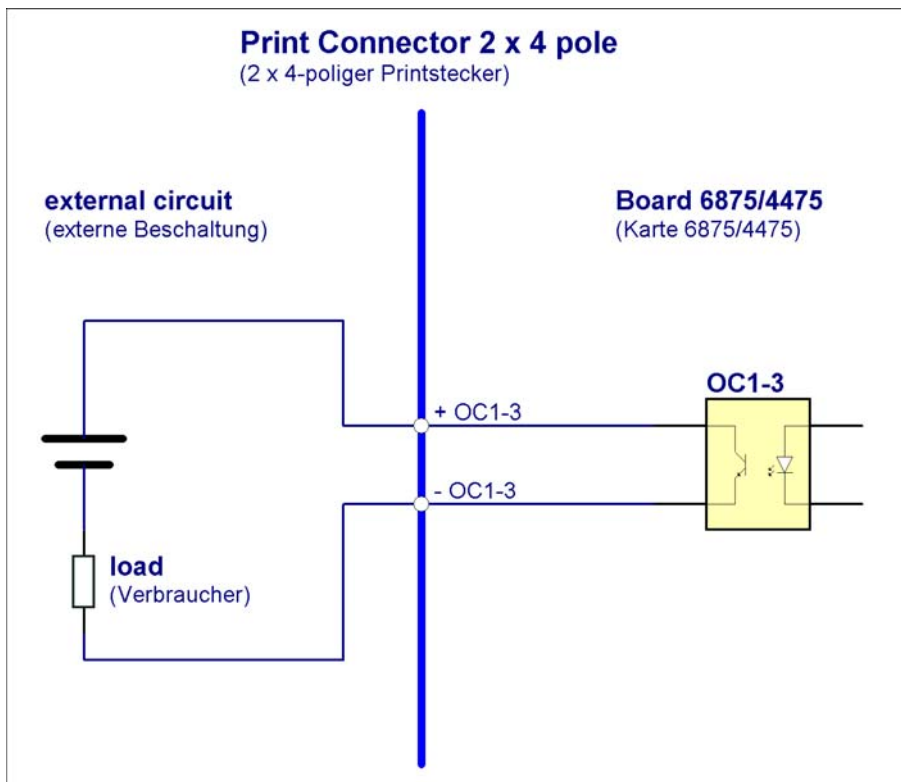 Print Connector 2 x 4 pole
(2 x 4-poliger Printstecker)
external circuit
(externe Beschaltung)
Board 6875/4475
(Karte 6875/4475)
OC1-3
+ OC1-3
- OC1-3
load
(Verbraucher)